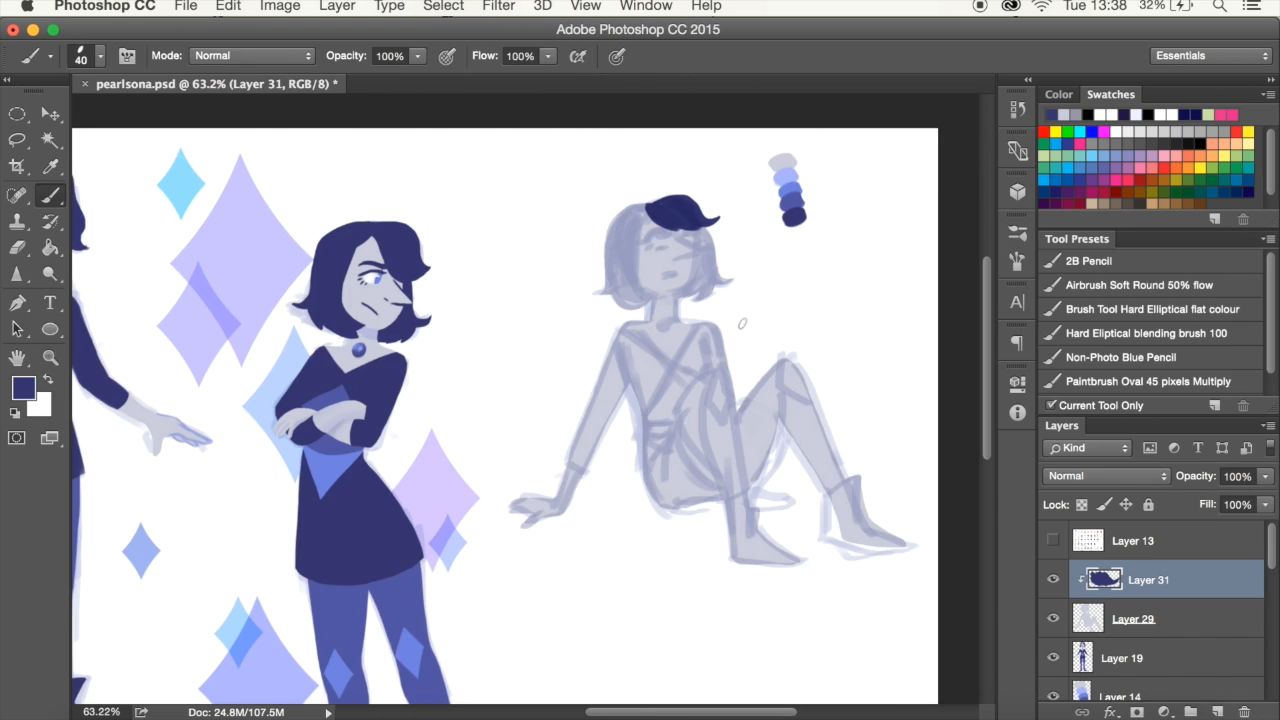 Photoshop CC File Edit Image Layer Type Select Filter 3D View Window Help Tue 13:38 32%
Adobe Photoshop CC 2015
40 Mode: Normal Opacity: 100% Flow: 100% Essentials
× pearlsona.psd @ 63.2% (Layer 31, RGB/8) *
Color Swatches
Tool Presets
2B Pencil
Airbrush Soft Round 50% flow
Brush Tool Hard Elliptical flat colour
Hard Eliptical blending brush 100
Non-Photo Blue Pencil
Paintbrush Oval 45 pixels Multiply
Current Tool Only
Layers
Kind
Normal Opacity: 100%
Lock: Fill: 100%
Layer 13
Layer 31
Layer 29
Layer 19
Layer 14
63.22% Doc: 24.8M/107.5M